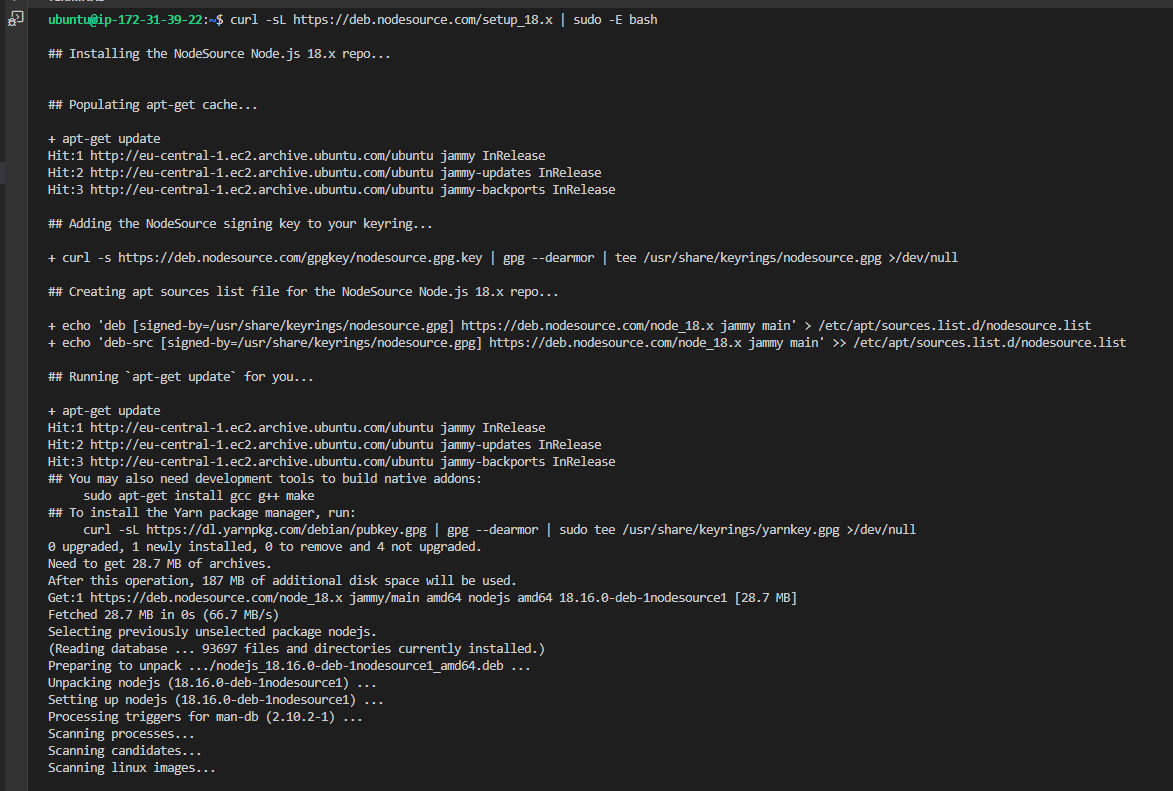 ubuntu@ip-172-31-39-22:~$ curl -sL https://deb.nodesource.com/setup_18.x | sudo -E bash
## Installing the NodeSource Node.js 18.x repo...
## Populating apt-get cache...
+ apt-get update
Hit:1 http://eu-central-1.ec2.archive.ubuntu.com/ubuntu jammy InRelease
Hit:2 http://eu-central-1.ec2.archive.ubuntu.com/ubuntu jammy-updates InRelease
Hit:3 http://eu-central-1.ec2.archive.ubuntu.com/ubuntu jammy-backports InRelease
## Adding the NodeSource signing key to your keyring...
+ curl -s https://deb.nodesource.com/gpgkey/nodesource.gpg.key | gpg --dearmor | tee /usr/share/keyrings/nodesource.gpg >/dev/null
## Creating apt sources list file for the NodeSource Node.js 18.x repo...
+ echo 'deb [signed-by=/usr/share/keyrings/nodesource.gpg] https://deb.nodesource.com/node_18.x jammy main' > /etc/apt/sources.list.d/nodesource.list
+ echo 'deb-src [signed-by=/usr/share/keyrings/nodesource.gpg] https://deb.nodesource.com/node_18.x jammy main' >> /etc/apt/sources.list.d/nodesource.list
## Running `apt-get update` for you...
+ apt-get update
Hit:1 http://eu-central-1.ec2.archive.ubuntu.com/ubuntu jammy InRelease
Hit:2 http://eu-central-1.ec2.archive.ubuntu.com/ubuntu jammy-updates InRelease
Hit:3 http://eu-central-1.ec2.archive.ubuntu.com/ubuntu jammy-backports InRelease
## You may also need development tools to build native addons:
     sudo apt-get install gcc g++ make
## To install the Yarn package manager, run:
     curl -sL https://dl.yarnpkg.com/debian/pubkey.gpg | gpg --dearmor | sudo tee /usr/share/keyrings/yarnkey.gpg >/dev/null
0 upgraded, 1 newly installed, 0 to remove and 4 not upgraded.
Need to get 28.7 MB of archives.
After this operation, 187 MB of additional disk space will be used.
Get:1 https://deb.nodesource.com/node_18.x jammy/main amd64 nodejs amd64 18.16.0-deb-1nodesource1 [28.7 MB]
Fetched 28.7 MB in 0s (66.7 MB/s)
Selecting previously unselected package nodejs.
(Reading database ... 93697 files and directories currently installed.)
Preparing to unpack .../nodejs_18.16.0-deb-1nodesource1_amd64.deb ...
Unpacking nodejs (18.16.0-deb-1nodesource1) ...
Setting up nodejs (18.16.0-deb-1nodesource1) ...
Processing triggers for man-db (2.10.2-1) ...
Scanning processes...
Scanning candidates...
Scanning linux images...